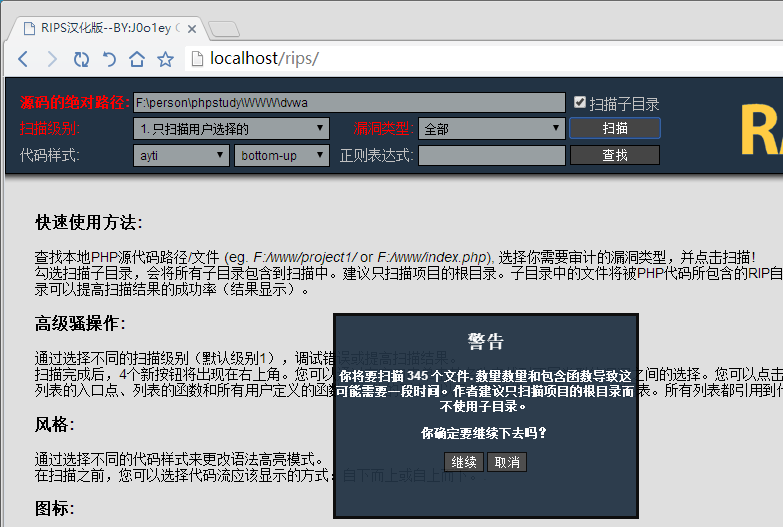 RIPS汉化版--BY:J0o1ey
localhost/rips/
源码的绝对路径: F:\person\phpstudy\WWW\dvwa 扫描子目录
扫描级别: 1. 只扫描用户选择的 漏洞类型: 全部 扫描
代码样式: ayti bottom-up 正则表达式: 查找
快速使用方法:
查找本地PHP源代码路径/文件 (eg. F:/www/project1/ or F:/www/index.php), 选择你需要审计的漏洞类型，并点击扫描!
勾选扫描子目录，会将所有子目录包含到扫描中。建议只扫描项目的根目录。子目录中的文件将被PHP代码所包含的RIP自
录可以提高扫描结果的成功率（结果显示）。
高级骚操作:
通过选择不同的扫描级别（默认级别1），调试错误或提高扫描结果。
扫描完成后，4个新按钮将出现在右上角。您可以 之间的选择。您可以点击
列表的入口点、列表的函数和所有用户定义的函 表。所有列表都引用到代
风格:
通过选择不同的代码样式来更改语法高亮模式。
在扫描之前，您可以选择代码流应该显示的方式：自下而上或自上而下。
图标:
警告
你将要扫描 345 个文件. 数量数量和包含函数导致这
可能需要一段时间。作者建议只扫描项目的根目录而
不使用子目录。
你确定要继续下去吗?
继续 取消